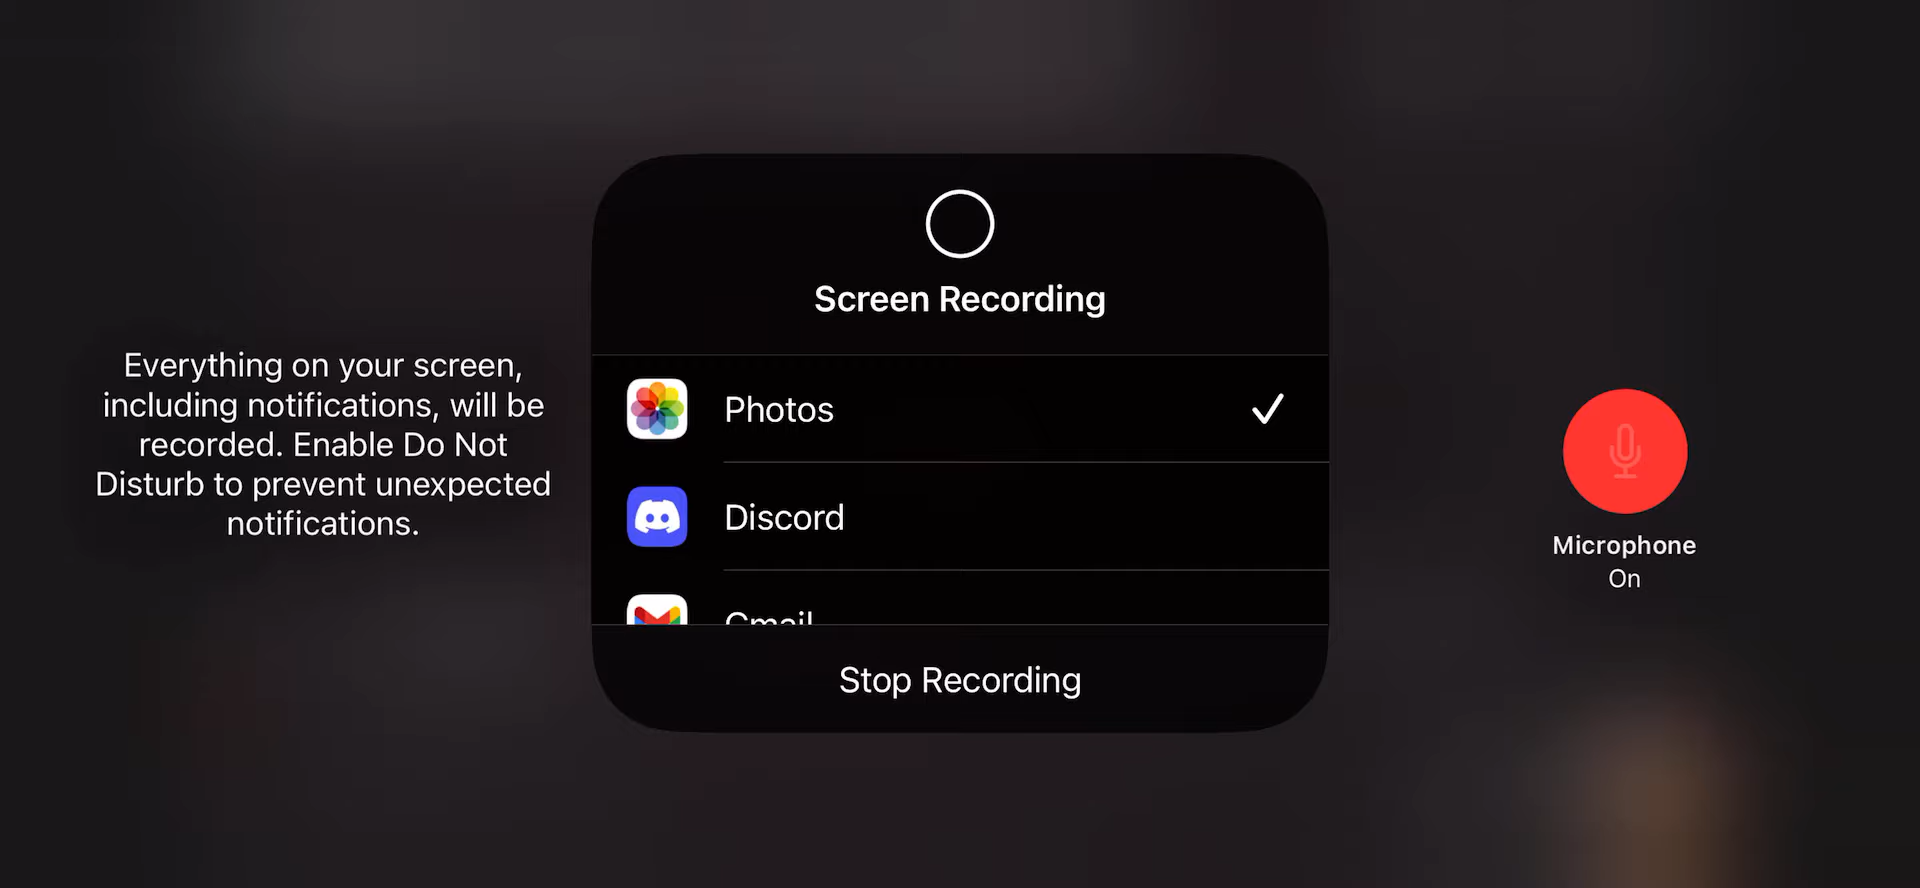 Screen Recording
Everything on your screen,
including notifications, will be
recorded. Enable Do Not
Disturb to prevent unexpected
notifications.
Photos
Discord
Gmail
Stop Recording
Microphone
On